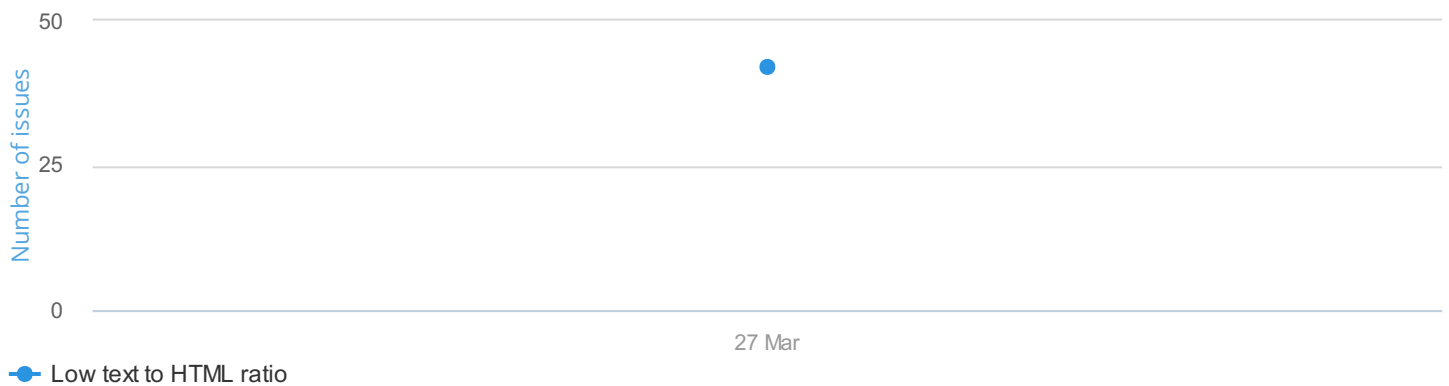 50
Number of issues
25
0
27 Mar
Low text to HTML ratio